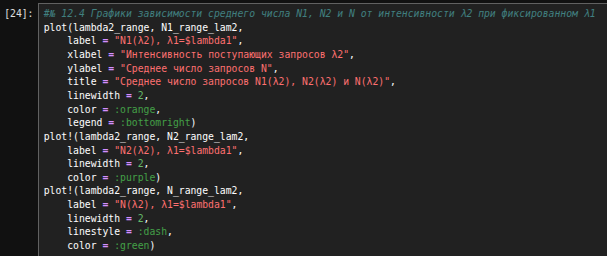 [24]: #№ 12.4 Графики зависимости среднего числа N1, N2 и N от интенсивности λ2 при фиксированном λ1
plot(lambda2_range, N1_range_lam2,
    label = "N1(λ2), λ1=$lambda1",
    xlabel = "Интенсивность поступающих запросов λ2",
    ylabel = "Среднее число запросов N",
    title = "Среднее число запросов N1(λ2), N2(λ2) и N(λ2)",
    linewidth = 2,
    color = :orange,
    legend = :bottomright)
plot!(lambda2_range, N2_range_lam2,
    label = "N2(λ2), λ1=$lambda1",
    linewidth = 2,
    color = :purple)
plot!(lambda2_range, N_range_lam2,
    label = "N(λ2), λ1=$lambda1",
    linewidth = 2,
    linestyle = :dash,
    color = :green)